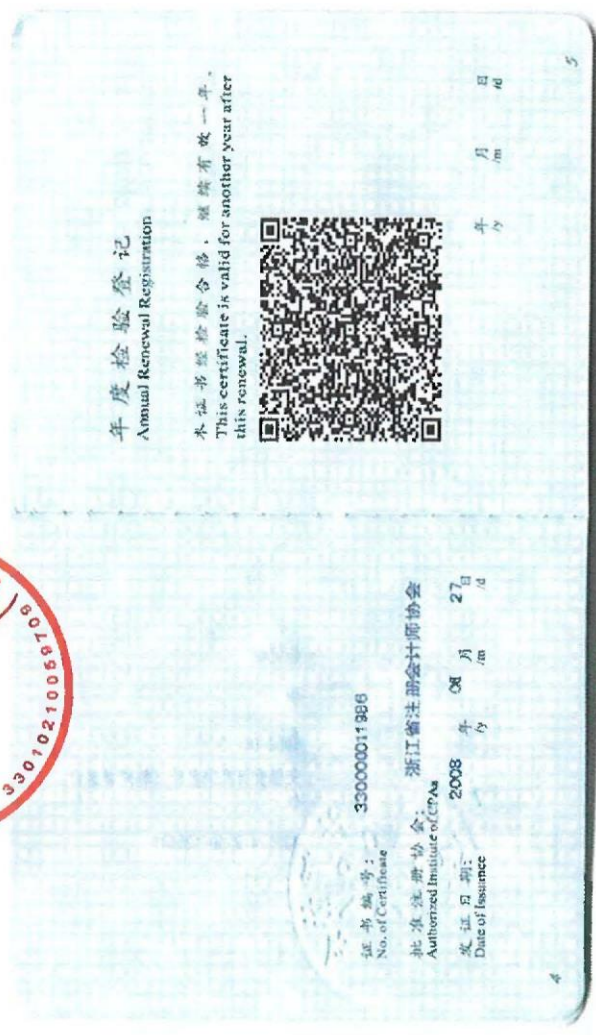 3301021005970
证书编号：
No. of Certificate
330000011986
批准注册协会：
Authorized Institute of CPAs
浙江省注册会计师协会
发证日期：
Date of Issuance
2008 年 08 月 27 日
/y /m /d
4
年度检验登记
Annual Renewal Registration
本证书经检验合格，继续有效一年。
This certificate is valid for another year after
this renewal.
年 月 日
/y /m /d
5